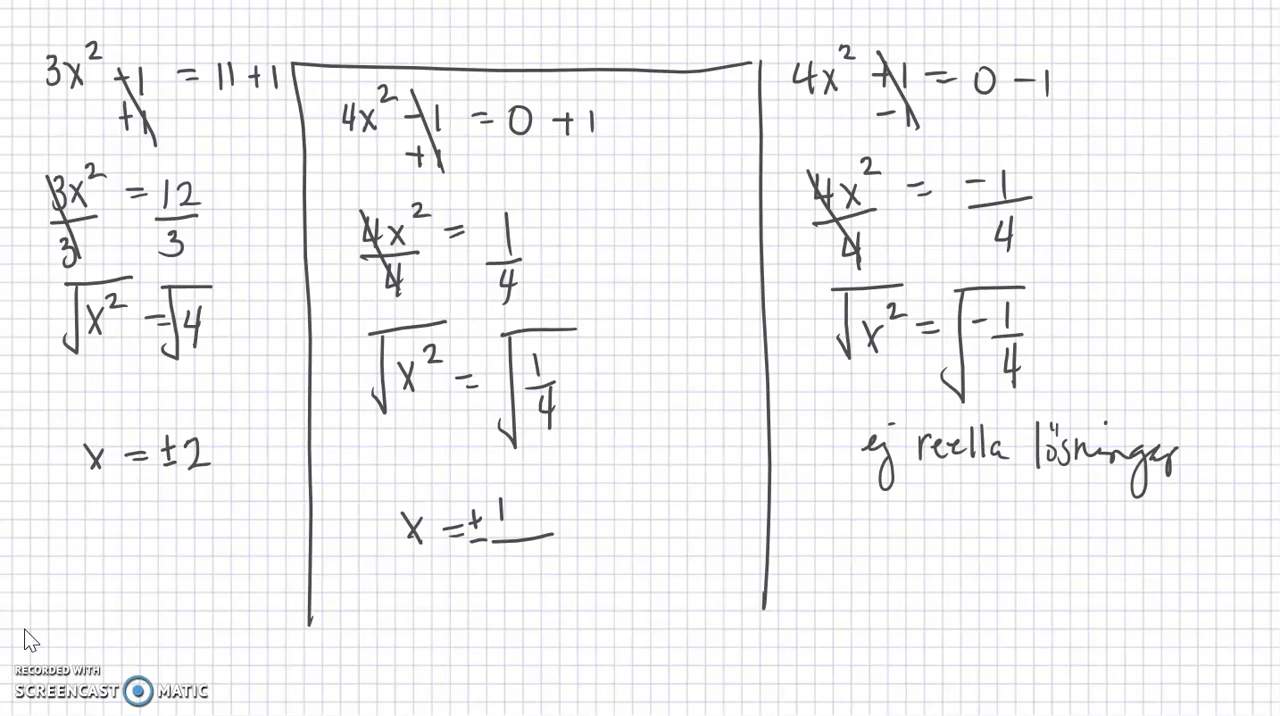 3x² +1 = 11 +1
+1
3x² = 12
3 3
√x² = √4
x = ±2
4x² -1 = 0 +1
+1
4x² = 1
4 4
√x² = √1/4
x = ±1
4x² +1 = 0 -1
-1
4x² = -1
4 4
√x² = √-1/4
ej reella lösningar
RECORDED WITH
SCREENCAST MATIC